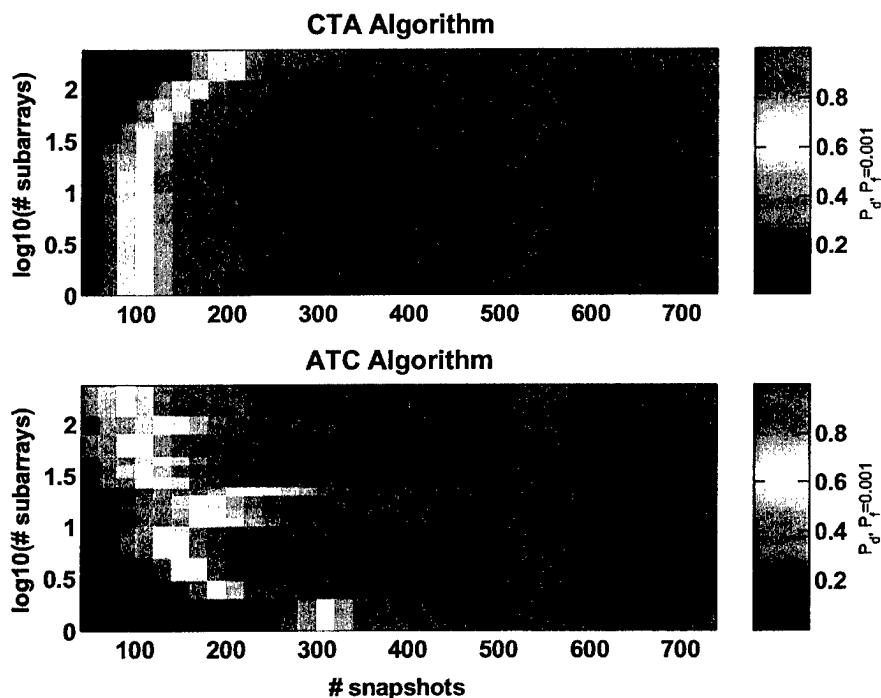 CTA Algorithm
log10(# subarrays)
2
1.5
1
0.5
0
100 200 300 400 500 600 700
0.8
0.6
0.4
0.2
P_d, P_f=0.001
ATC Algorithm
log10(# subarrays)
2
1.5
1
0.5
0
100 200 300 400 500 600 700
# snapshots
0.8
0.6
0.4
0.2
P_d, P_f=0.001